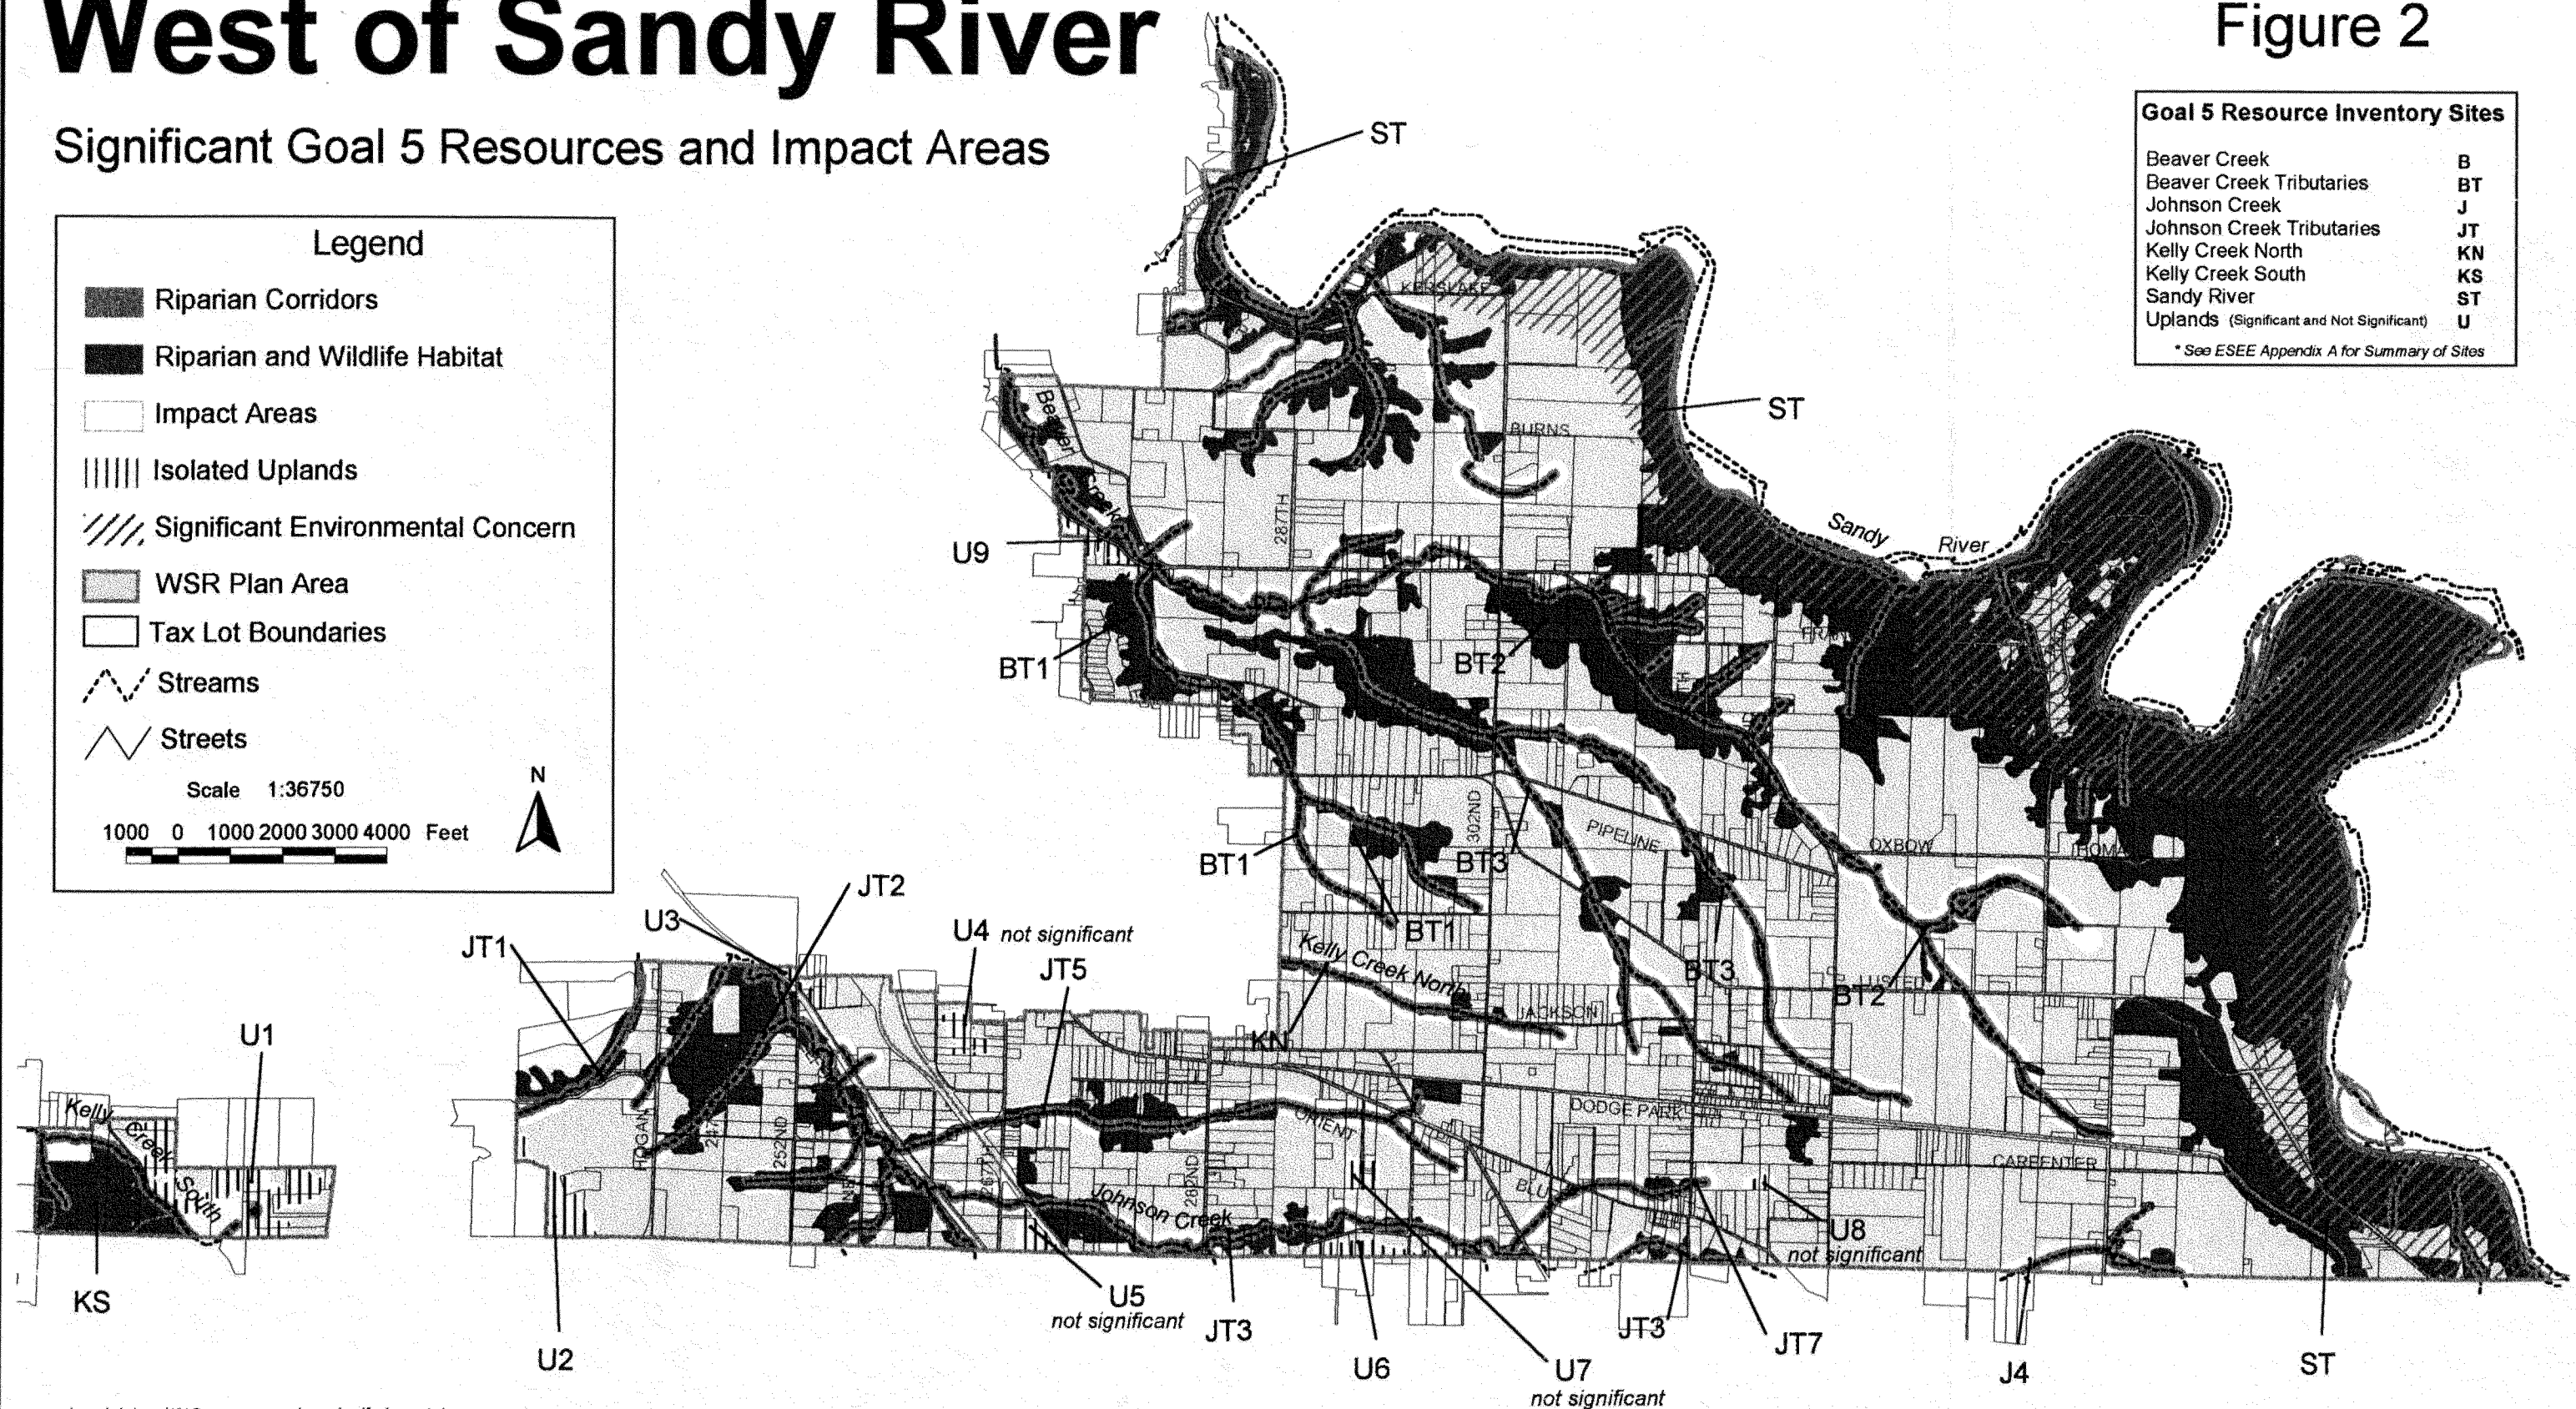 West of Sandy River
Significant Goal 5 Resources and Impact Areas
Figure 2
Goal 5 Resource Inventory Sites
Beaver Creek B
Beaver Creek Tributaries BT
Johnson Creek J
Johnson Creek Tributaries JT
Kelly Creek North KN
Kelly Creek South KS
Sandy River ST
Uplands (Significant and Not Significant) U
* See ESEE Appendix A for Summary of Sites
Legend
Riparian Corridors
Riparian and Wildlife Habitat
Impact Areas
Isolated Uplands
Significant Environmental Concern
WSR Plan Area
Tax Lot Boundaries
Streams
Streets
Scale 1:36750
1000 0 1000 2000 3000 4000 Feet
N
ST
KERSLAKE
ST
BURNS
Beaver
Creek
287TH
U9
Sandy River
BT1
BT2
302ND
BT1
BT3
PIPELINE
OXBOW
BT1
BT3
BT2
LUSTED
Kelly Creek North
JACKSON
KN
JT2
U3
JT1
U4 not significant
JT5
U1
Kelly
Creek
South
KS
HOGAN
252ND
267TH
282ND
ORIENT
DODGE PARK
CARPENTER
Johnson Creek
U8
not significant
U5
not significant
JT3
U2
U6
U7
not significant
JT3
JT7
J4
ST